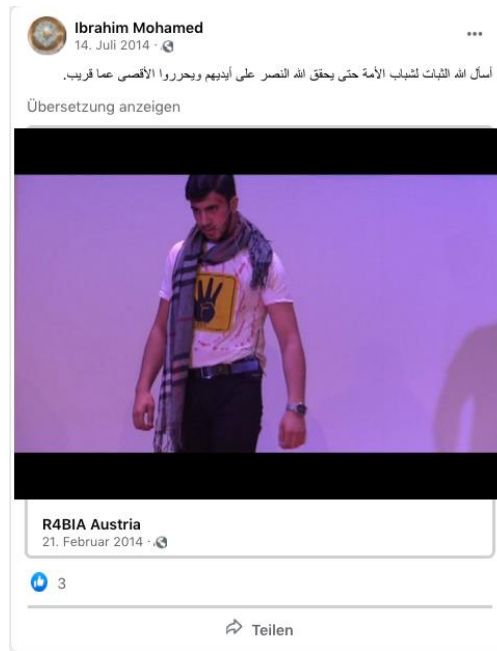 Ibrahim Mohamed
14. Juli 2014 ·
أسأل الله الثبات لشباب الأمة حتى يحقق الله النصر على أيديهم ويحرروا الأقصى عما قريب.
Übersetzung anzeigen
R4BIA Austria
21. Februar 2014 ·
3
Teilen